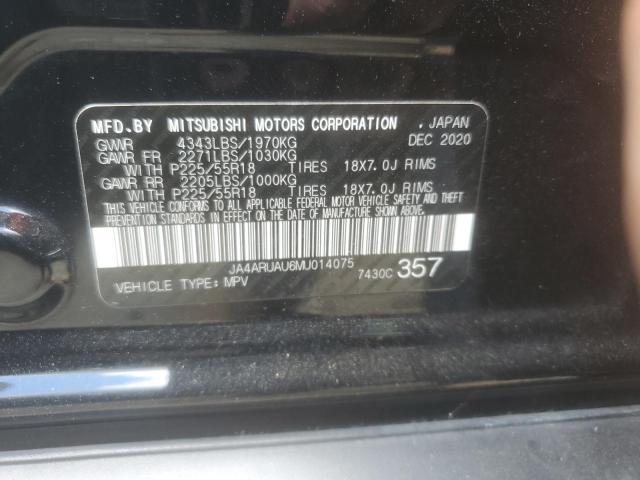 MFD.BY MITSUBISHI MOTORS CORPORATION , JAPAN
GVWR 4343LBS/1970KG DEC 2020
GAWR FR 2271LBS/1030KG
WITH P225/55R18 TIRES 18X7.0J RIMS
GAWR RR 2205LBS/1000KG
WITH P225/55R18 TIRES 18X7.0J RIMS
THIS VEHICLE CONFORMS TO ALL APPLICABLE FEDERAL MOTOR VEHICLE SAFETY AND THEFT
PREVENTION STANDARDS IN EFFECT ON THE DATE OF MANUFACTURE SHOWN ABOVE.
JA4ARUAU6MU014075 7430C 357
VEHICLE TYPE: MPV